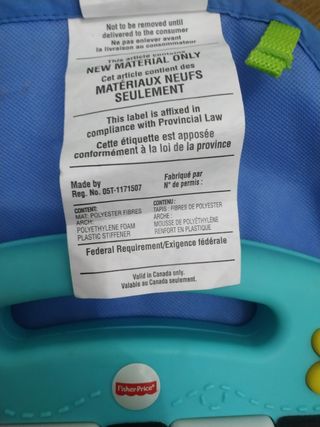 Not to be removed until
delivered to the consumer
Ne pas enlever avant
la livraison au consommateur
This article contains
NEW MATERIAL ONLY
Cet article contient des
MATÉRIAUX NEUFS
SEULEMENT
This label is affixed in
compliance with Provincial Law
Cette étiquette est apposée
conformément à la loi de la province
Made by
Reg. No. 05T-1171507
Fabriqué par
N° de permis :
CONTENT:
MAT: POLYESTER FIBRES
ARCHE :
POLYETHYLENE FOAM
PLASTIC STIFFENER
CONTENU :
TAPIS : FIBRES DE POLYESTER
ARCHE :
MOUSSE DE POLYÉTHYLÈNE
RENFORT EN PLASTIQUE
Federal Requirement/Exigence fédérale
Valid in Canada only.
Valable au Canada seulement.
Fisher-Price